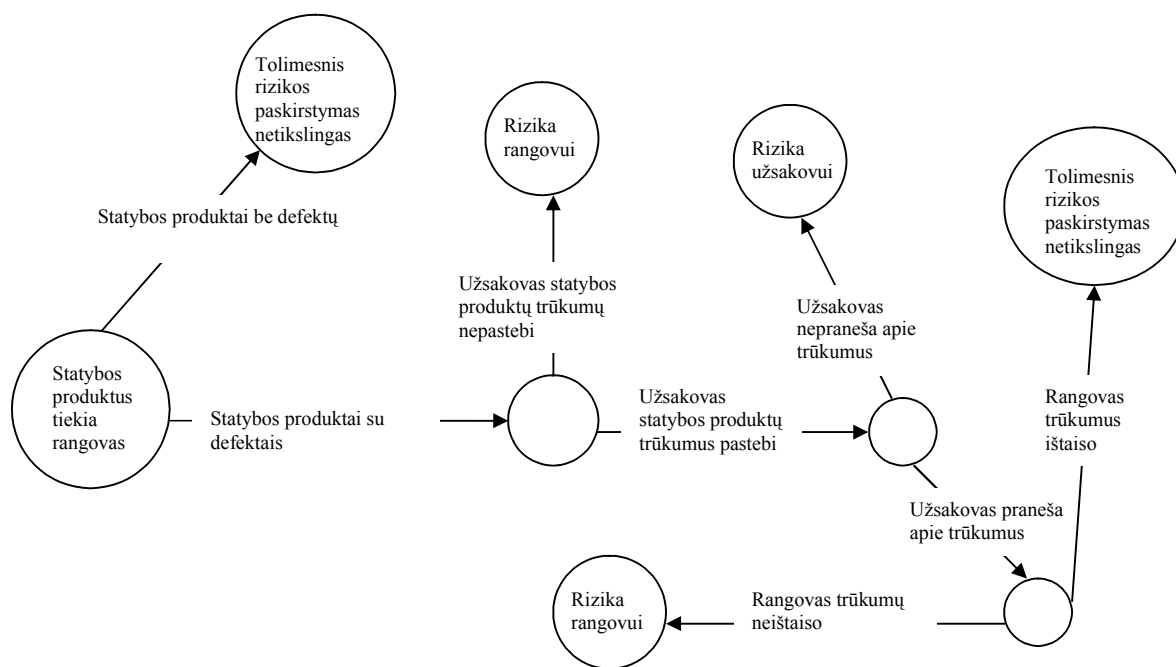 Tolimesnis
rizikos
paskirstymas
netikslingas
Rizika
rangovui
Rizika
užsakovui
Tolimesnis
rizikos
paskirstymas
netikslingas
Statybos produktai be defektų
Užsakovas statybos
produktų trūkumų
nepastebi
Užsakovas
nepraneša apie
trūkumus
Statybos
produktus
tiekia
rangovas
Statybos produktai su
defektais
Užsakovas
statybos produktų
trūkumus pastebi
Rangovas
trūkumus
ištaiso
Užsakovas praneša
apie trūkumus
Rizika
rangovui
Rangovas trūkumų
neištaiso